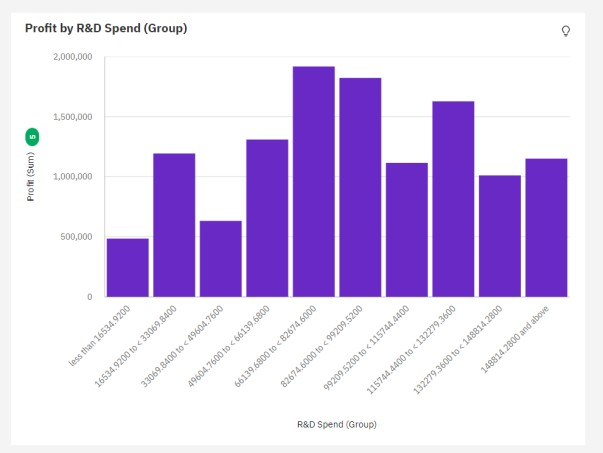 Profit by R&D Spend (Group)
2,000,000
1,500,000
1,000,000
500,000
0
Profit (Sum) 5
less than 16534.9200
16534.9200 to < 33069.8400
33069.8400 to < 49604.7600
49604.7600 to < 66139.6800
66139.6800 to < 82674.6000
82674.6000 to < 99209.5200
99209.5200 to < 115744.4400
115744.4400 to < 132279.3600
132279.3600 to < 148814.2800
148814.2800 and above
R&D Spend (Group)